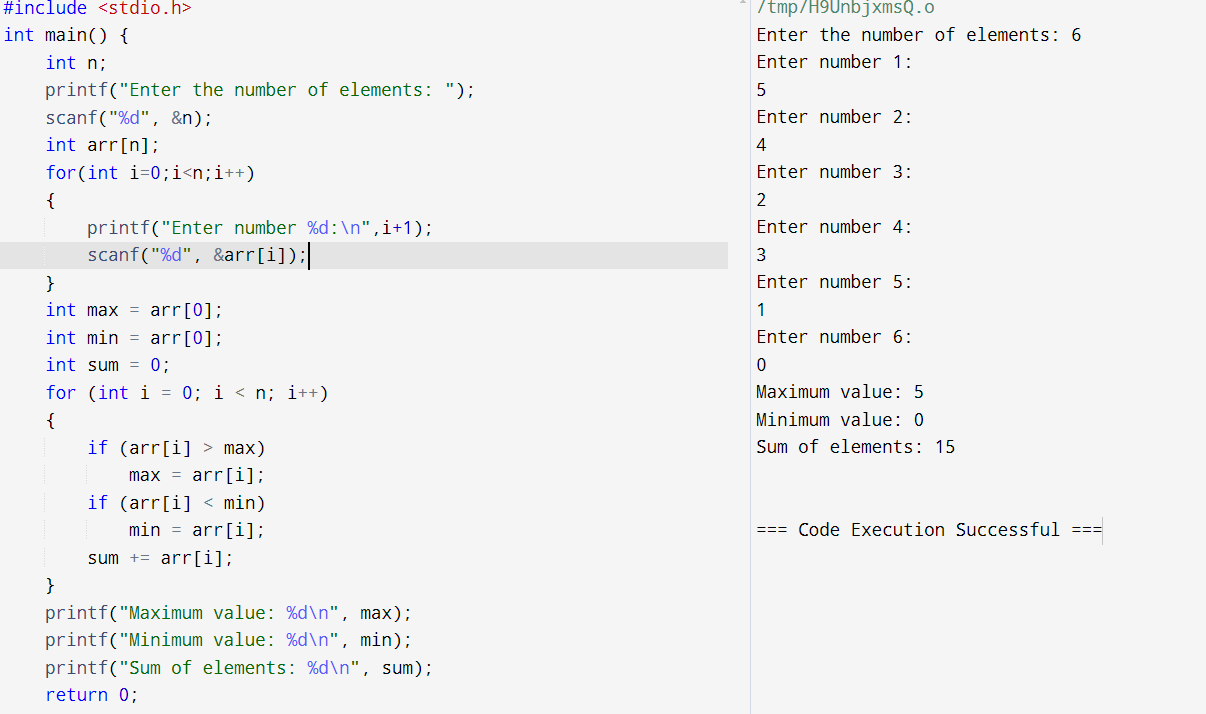 #include <stdio.h>
int main() {
    int n;
    printf("Enter the number of elements: ");
    scanf("%d", &n);
    int arr[n];
    for(int i=0;i<n;i++)
    {
        printf("Enter number %d:\n",i+1);
        scanf("%d", &arr[i]);
    }
    int max = arr[0];
    int min = arr[0];
    int sum = 0;
    for (int i = 0; i < n; i++)
    {
        if (arr[i] > max)
            max = arr[i];
        if (arr[i] < min)
            min = arr[i];
        sum += arr[i];
    }
    printf("Maximum value: %d\n", max);
    printf("Minimum value: %d\n", min);
    printf("Sum of elements: %d\n", sum);
    return 0;
/tmp/H9UnbjxmsQ.o
Enter the number of elements: 6
Enter number 1:
5
Enter number 2:
4
Enter number 3:
2
Enter number 4:
3
Enter number 5:
1
Enter number 6:
0
Maximum value: 5
Minimum value: 0
Sum of elements: 15
=== Code Execution Successful ===